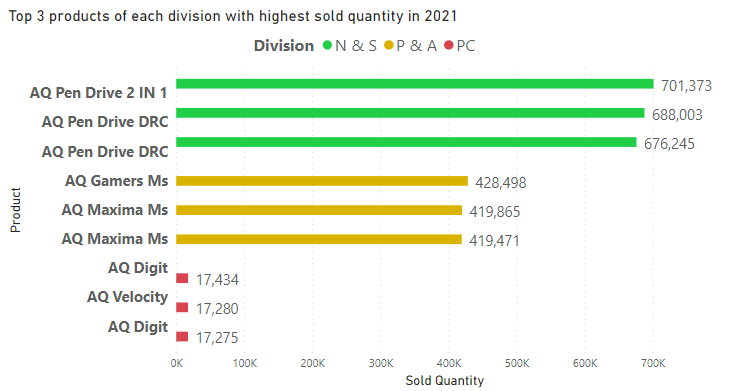 Top 3 products of each division with highest sold quantity in 2021
Division N & S P & A PC
AQ Pen Drive 2 IN 1 701,373
AQ Pen Drive DRC 688,003
AQ Pen Drive DRC 676,245
AQ Gamers Ms 428,498
AQ Maxima Ms 419,865
AQ Maxima Ms 419,471
AQ Digit 17,434
AQ Velocity 17,280
AQ Digit 17,275
Product
0K 100K 200K 300K 400K 500K 600K 700K
Sold Quantity